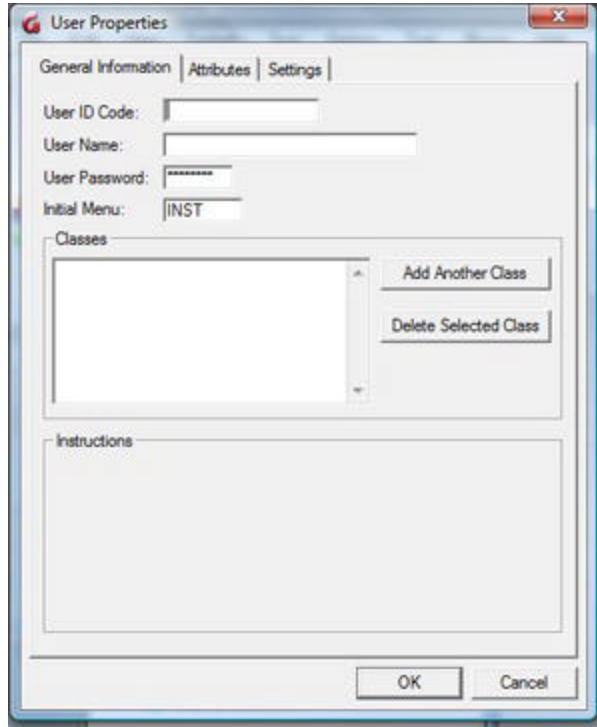 User Properties
General Information Attributes Settings
User ID Code:
User Name:
User Password: ********
Initial Menu: INST
Classes
Add Another Class
Delete Selected Class
Instructions
OK Cancel